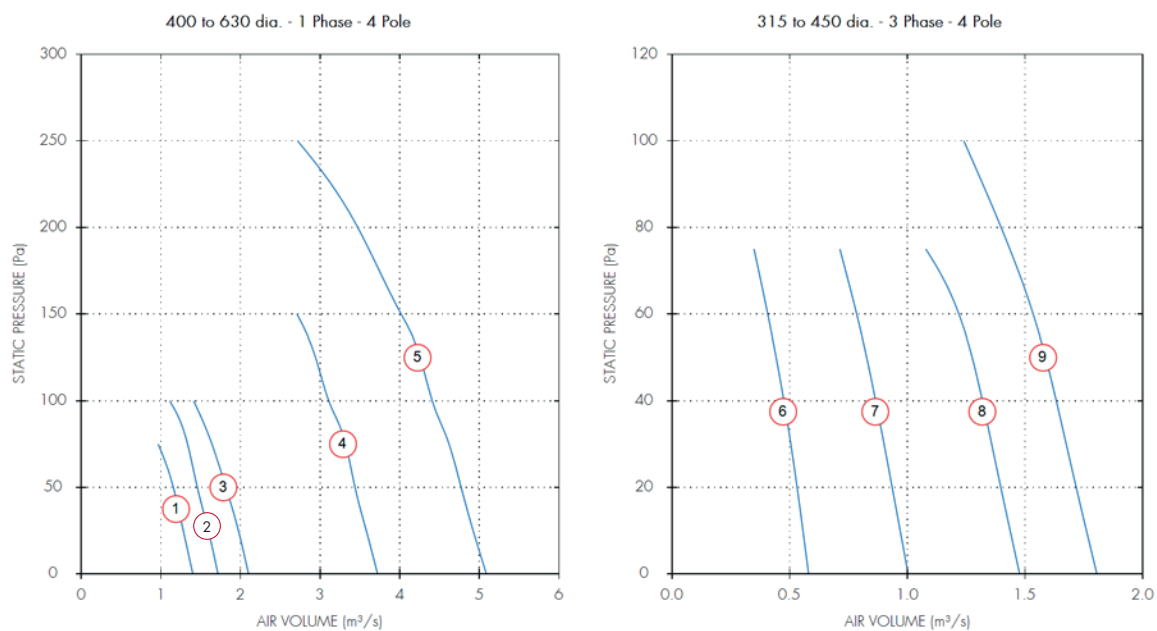 400 to 630 dia. - 1 Phase - 4 Pole
300
250
200
150
100
50
0
STATIC PRESSURE (Pa)
0 1 2 3 4 5 6
AIR VOLUME (m³/s)
1
2
3
4
5
315 to 450 dia. - 3 Phase - 4 Pole
120
100
80
60
40
20
0
STATIC PRESSURE (Pa)
0.0 0.5 1.0 1.5 2.0
AIR VOLUME (m³/s)
6
7
8
9